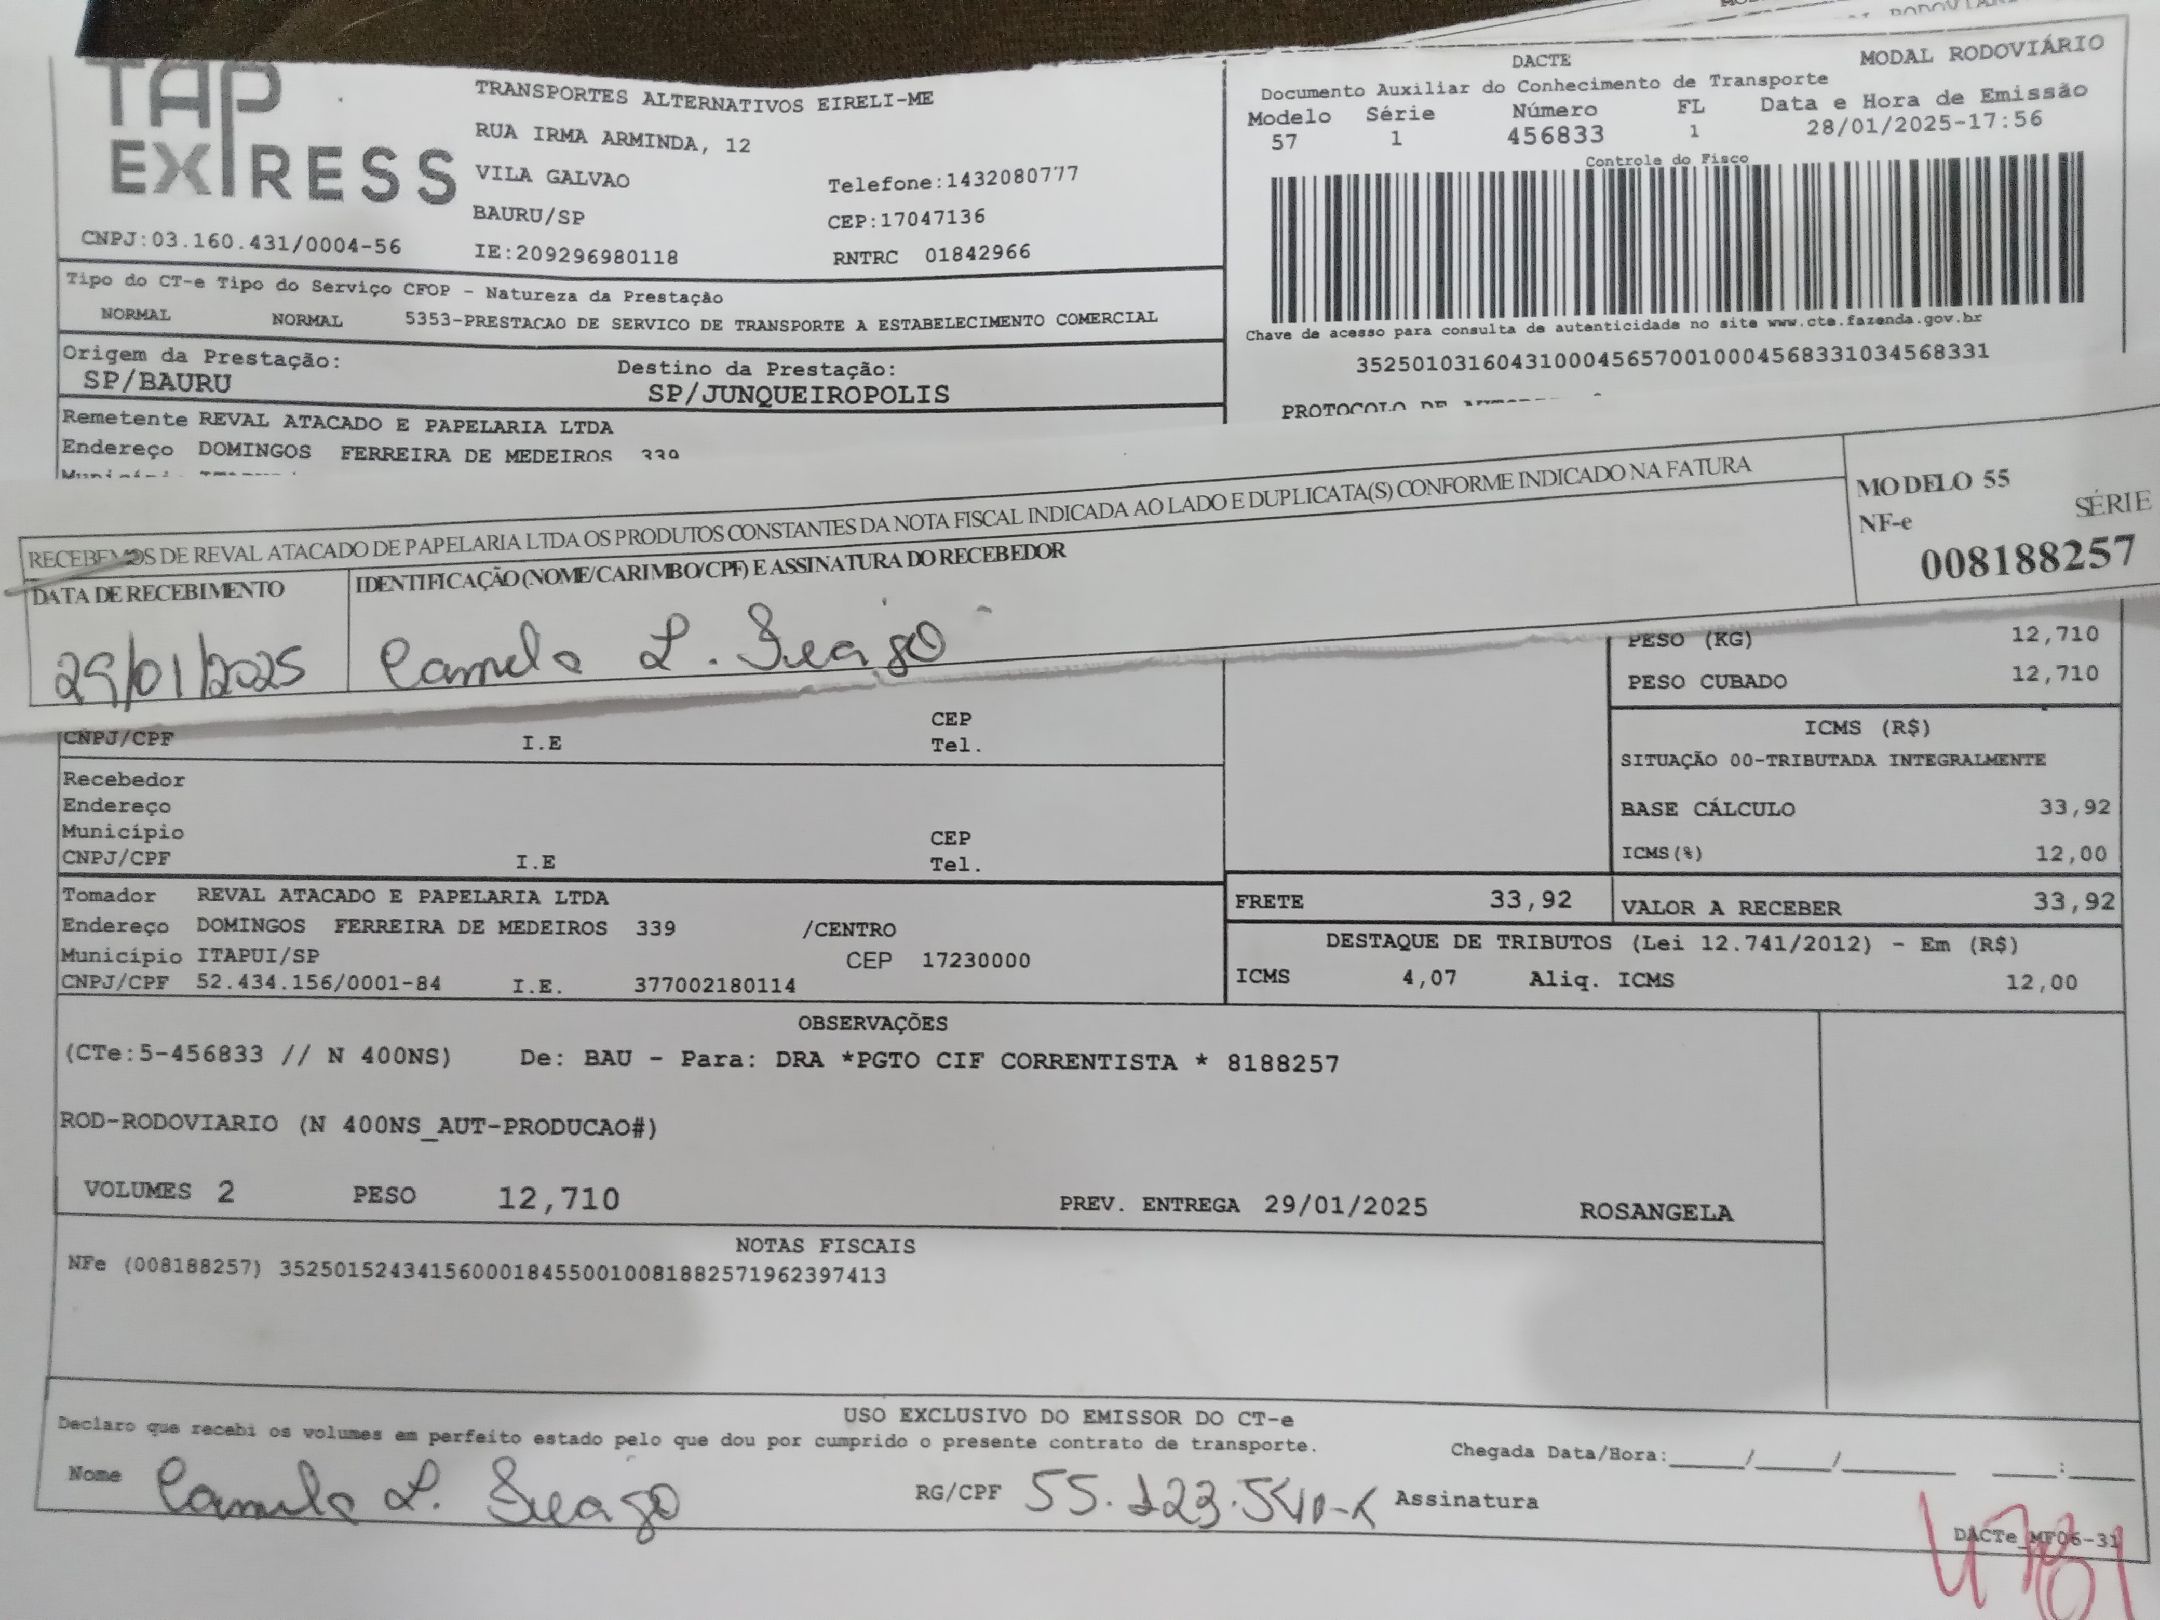 MODAL RODOVIÁRIO
TAP EXPRESS
TRANSPORTES ALTERNATIVOS EIRELI-ME
RUA IRMA ARMINDA, 12
VILA GALVAO Telefone:1432080777
BAURU/SP CEP:17047136
CNPJ:03.160.431/0004-56 IE:209296980118 RNTRC 01842966
DACTE
Documento Auxiliar do Conhecimento de Transporte
Modelo Série Número FL Data e Hora de Emissão
57 1 456833 1 28/01/2025-17:56
Controle do Fisco
Chave de acesso para consulta de autenticidade no site www.cte.fazenda.gov.br
35250103160431000456570010004568331034568331
PROTOCOLO DE
Tipo do CT-e Tipo do Serviço CFOP - Natureza da Prestação
NORMAL NORMAL 5353-PRESTACAO DE SERVICO DE TRANSPORTE A ESTABELECIMENTO COMERCIAL
Origem da Prestação: Destino da Prestação:
SP/BAURU SP/JUNQUEIROPOLIS
Remetente REVAL ATACADO E PAPELARIA LTDA
Endereço DOMINGOS FERREIRA DE MEDEIROS 339
RECEBEMOS DE REVAL ATACADO DE PAPELARIA LTDA OS PRODUTOS CONSTANTES DA NOTA FISCAL INDICADA AO LADO E DUPLICATA(S) CONFORME INDICADO NA FATURA
MODELO 55
NF-e SÉRIE
008188257
DATA DE RECEBIMENTO IDENTIFICAÇÃO (NOME/CARIMBO/CPF) E ASSINATURA DO RECEBEDOR
29/01/2025 Camila L.
PESO (KG) 12,710
PESO CUBADO 12,710
CEP
CNPJ/CPF I.E Tel.
ICMS (R$)
SITUAÇÃO 00-TRIBUTADA INTEGRALMENTE
BASE CÁLCULO 33,92
ICMS(%) 12,00
Recebedor
Endereço
Município CEP
CNPJ/CPF I.E Tel.
Tomador REVAL ATACADO E PAPELARIA LTDA
Endereço DOMINGOS FERREIRA DE MEDEIROS 339 /CENTRO
Município ITAPUI/SP CEP 17230000
CNPJ/CPF 52.434.156/0001-84 I.E. 377002180114
FRETE 33,92 VALOR A RECEBER 33,92
DESTAQUE DE TRIBUTOS (Lei 12.741/2012) - Em (R$)
ICMS 4,07 Aliq. ICMS 12,00
OBSERVAÇÕES
(CTe:5-456833 // N 400NS) De: BAU - Para: DRA *PGTO CIF CORRENTISTA * 8188257
ROD-RODOVIARIO (N 400NS_AUT-PRODUCAO#)
VOLUMES 2 PESO 12,710 PREV. ENTREGA 29/01/2025 ROSANGELA
NOTAS FISCAIS
NFe (008188257) 35250152434156000184550010081882571962397413
USO EXCLUSIVO DO EMISSOR DO CT-e
Declaro que recebi os volumes em perfeito estado pelo que dou por cumprido o presente contrato de transporte.
Chegada Data/Hora:____/____/______ ____:____
Nome Camila L. RG/CPF Assinatura
DACTe_MF06-31